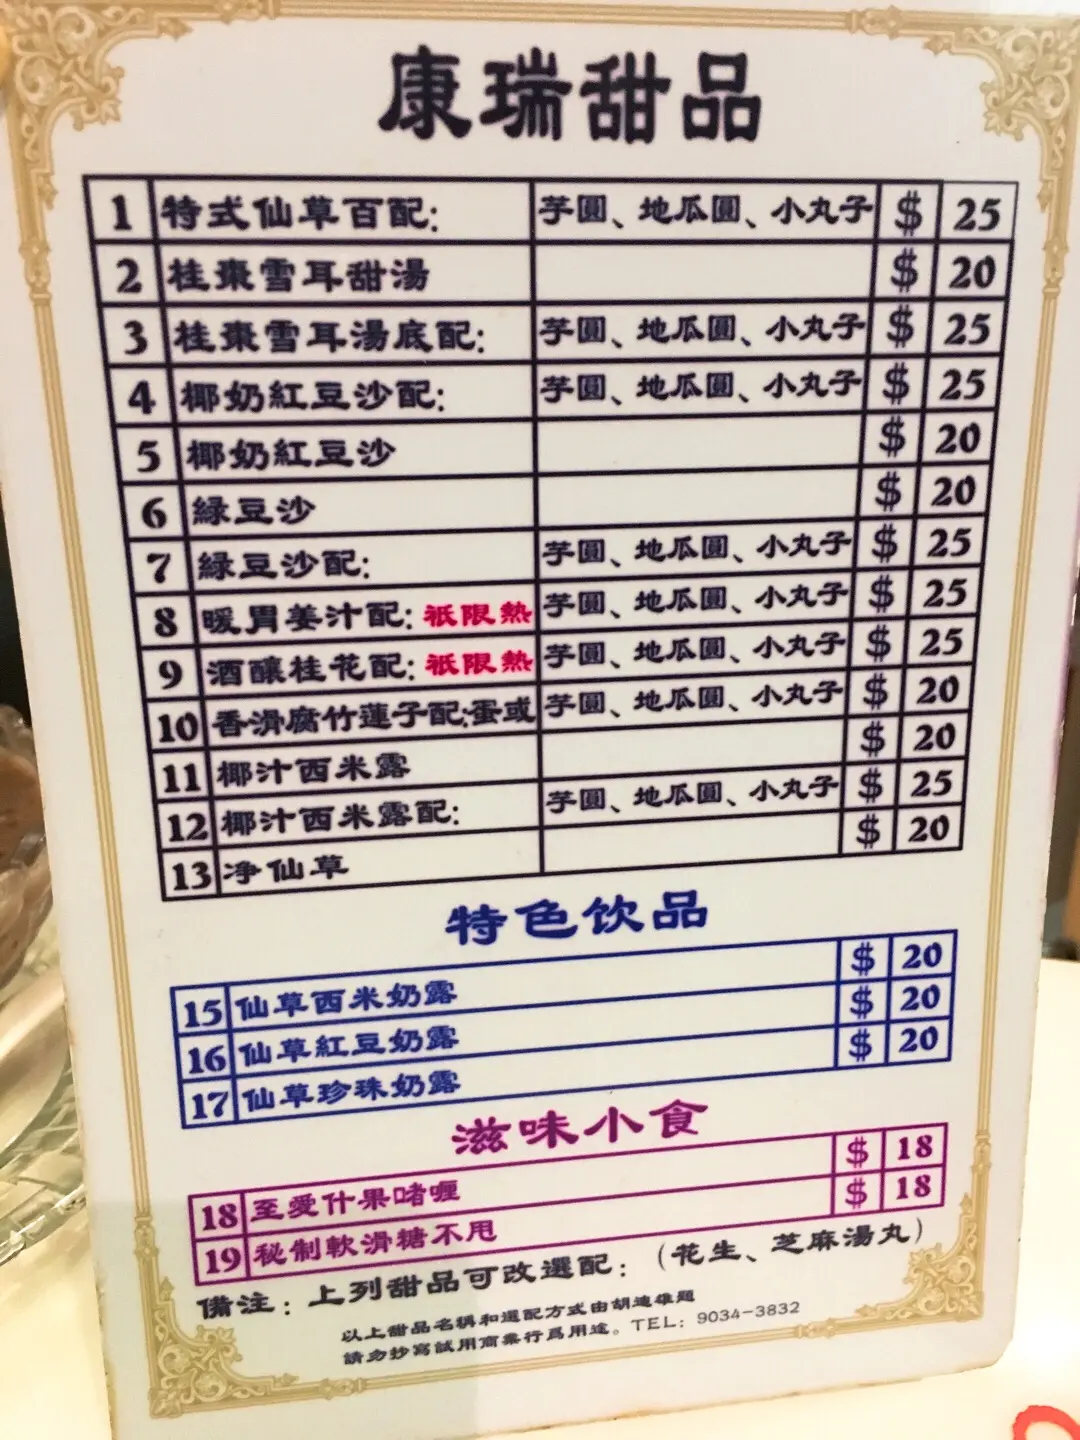 康瑞甜品
1 特式仙草百配: 芋圓、地瓜圓、小丸子 $ 25
2 桂棗雪耳甜湯 $ 20
3 桂棗雪耳湯底配: 芋圓、地瓜圓、小丸子 $ 25
4 椰奶紅豆沙配: 芋圓、地瓜圓、小丸子 $ 25
5 椰奶紅豆沙 $ 20
6 綠豆沙 $ 20
7 綠豆沙配: 芋圓、地瓜圓、小丸子 $ 25
8 暖胃姜汁配: 祇限熱 芋圓、地瓜圓、小丸子 $ 25
9 酒釀桂花配: 祇限熱 芋圓、地瓜圓、小丸子 $ 25
10 香滑腐竹蓮子配:蛋或 芋圓、地瓜圓、小丸子 $ 20
11 椰汁西米露 $ 20
12 椰汁西米露配: 芋圓、地瓜圓、小丸子 $ 25
13 净仙草 $ 20
特色饮品
15 仙草西米奶露 $ 20
16 仙草紅豆奶露 $ 20
17 仙草珍珠奶露 $ 20
滋味小食
18 至愛什果啫喱 $ 18
19 秘制軟滑糖不甩 $ 18
備注: 上列甜品可改選配: (花生、芝麻湯丸)
以上甜品名稱和選配方式由胡 雄題
請勿抄寫試用商業行爲用途。TEL: 9034-3832